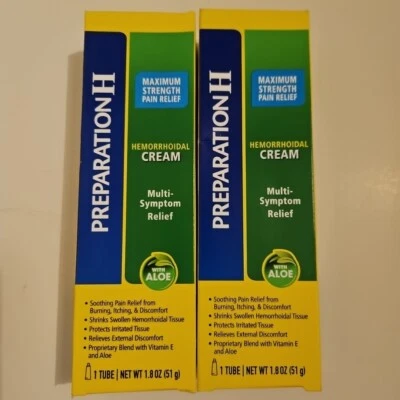 PREPARATION H
MAXIMUM
STRENGTH
PAIN RELIEF
HEMORRHOIDAL
CREAM
Multi-
Symptom
Relief
WITH
ALOE
• Soothing Pain Relief from
Burning, Itching, & Discomfort
• Shrinks Swollen Hemorrhoidal Tissue
• Protects Irritated Tissue
• Relieves External Discomfort
• Proprietary Blend with Vitamin E
and Aloe
1 TUBE | NET WT 1.8 OZ (51 g)
PREPARATION H
MAXIMUM
STRENGTH
PAIN RELIEF
HEMORRHOIDAL
CREAM
Multi-
Symptom
Relief
WITH
ALOE
• Soothing Pain Relief from
Burning, Itching, & Discomfort
• Shrinks Swollen Hemorrhoidal Tissue
• Protects Irritated Tissue
• Relieves External Discomfort
• Proprietary Blend with Vitamin E
and Aloe
1 TUBE | NET WT 1.8 OZ (51 g)